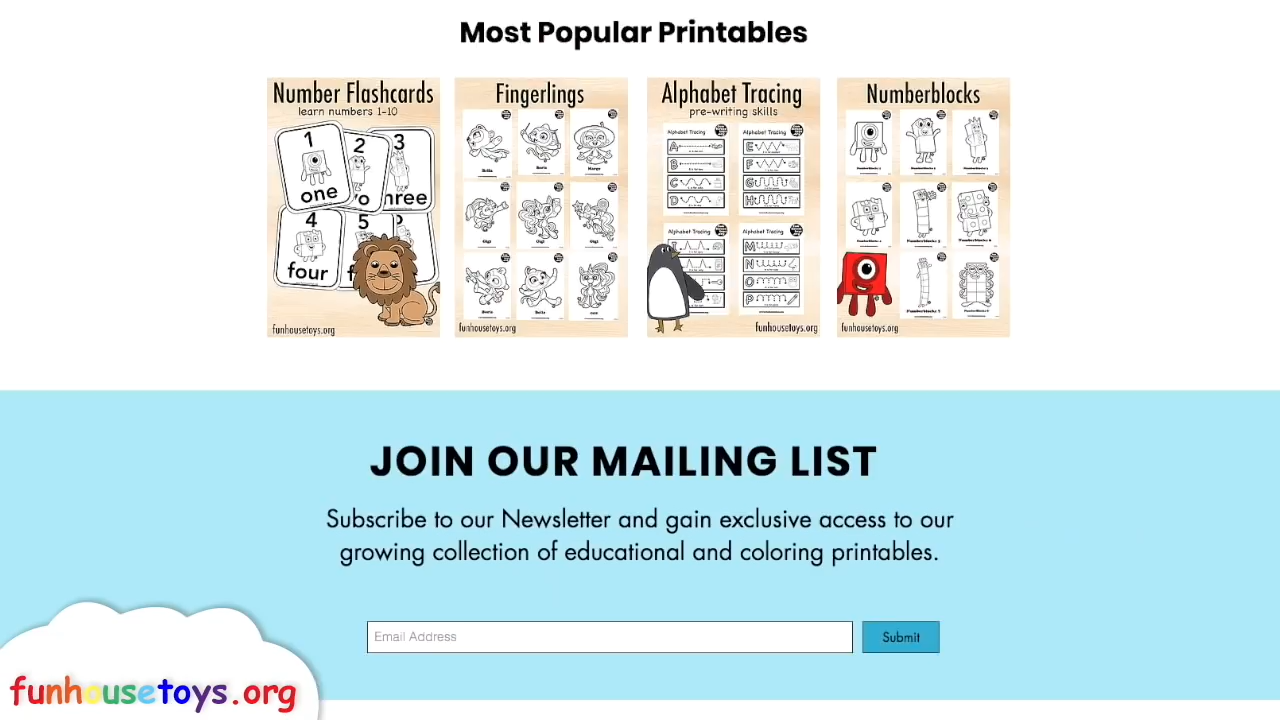 Most Popular Printables
Number Flashcards
learn numbers 1-10
1
one
2
3
4
four
5
funhousetoys.org
Fingerlings
funhousetoys.org
Alphabet Tracing
pre-writing skills
Alphabet Tracing
A
B
C
D
Alphabet Tracing
E
F
G
H
Alphabet Tracing
Alphabet Tracing
M
N
O
P
funhousetoys.org
Numberblocks
funhousetoys.org
JOIN OUR MAILING LIST
Subscribe to our Newsletter and gain exclusive access to our
growing collection of educational and coloring printables.
Email Address
Submit
funhousetoys.org